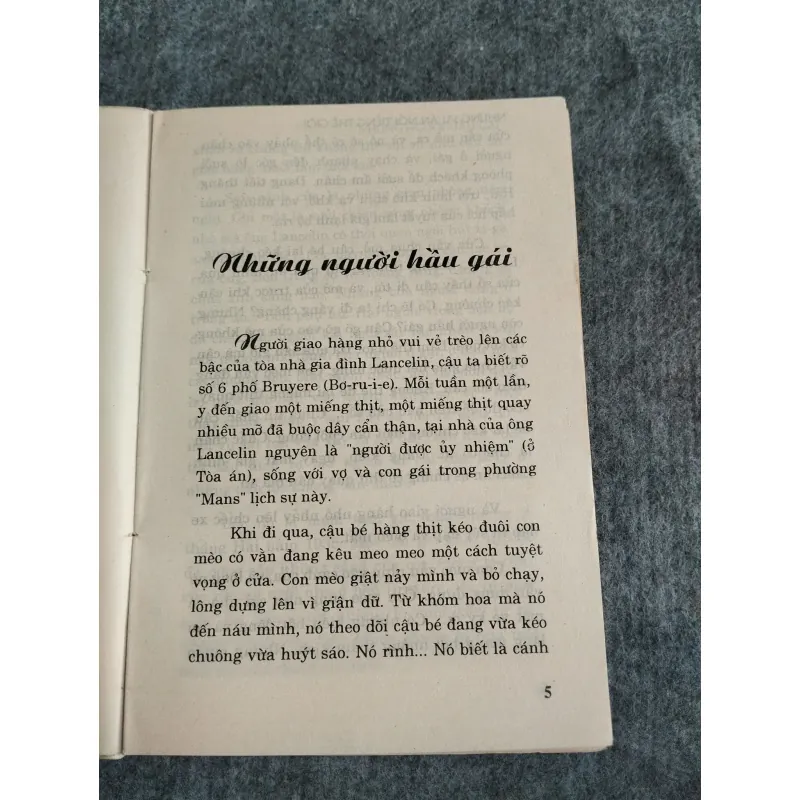 Những người hầu gái
Người giao hàng nhỏ vui vẻ trèo lên các
bậc của tòa nhà gia đình Lancelin, cậu ta biết rõ
số 6 phố Bruyere (Bơ-ru-i-e). Mỗi tuần một lần,
y đến giao một miếng thịt, một miếng thịt quay
nhiều mỡ đã buộc dây cẩn thận, tại nhà của ông
Lancelin nguyên là "người được ủy nhiệm" (ở
Tòa án), sống với vợ và con gái trong phường
"Mans" lịch sự này.
Khi đi qua, cậu bé hàng thịt kéo đuôi con
mèo có vằn đang kêu meo meo một cách tuyệt
vọng ở cửa. Con mèo giật nảy mình và bỏ chạy,
lông dựng lên vì giận dữ. Từ khóm hoa mà nó
đến náu mình, nó theo dõi cậu bé đang vừa kéo
chuông vừa huýt sáo. Nó rình... Nó biết là cánh
5